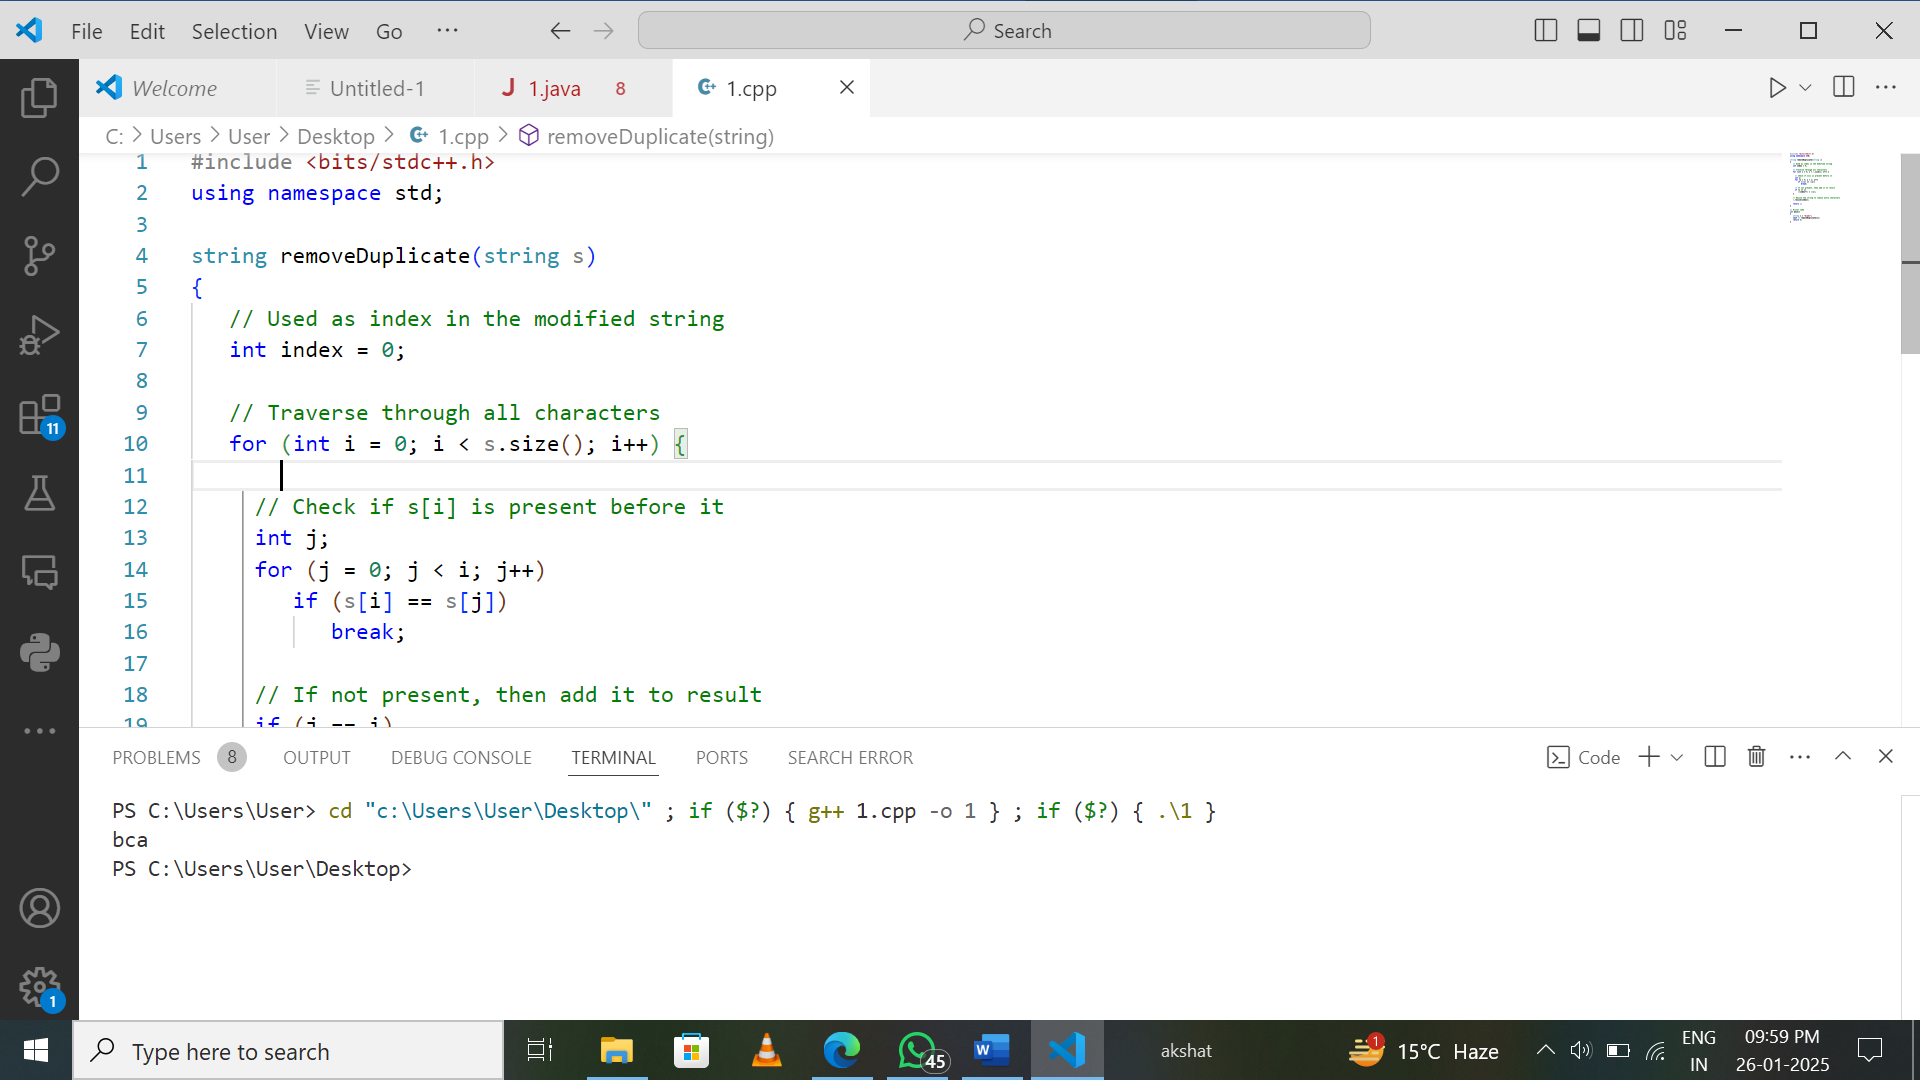 File Edit Selection View Go ··· Search
Welcome Untitled-1 J 1.java 8 1.cpp
C: > Users > User > Desktop > 1.cpp > removeDuplicate(string)
1 #include <bits/stdc++.h>
2 using namespace std;
3
4 string removeDuplicate(string s)
5 {
6 // Used as index in the modified string
7 int index = 0;
8
9 // Traverse through all characters
10 for (int i = 0; i < s.size(); i++) {
11
12 // Check if s[i] is present before it
13 int j;
14 for (j = 0; j < i; j++)
15 if (s[i] == s[j])
16 break;
17
18 // If not present, then add it to result
19 if (j == i)
11
1
PROBLEMS 8 OUTPUT DEBUG CONSOLE TERMINAL PORTS SEARCH ERROR Code
PS C:\Users\User> cd "c:\Users\User\Desktop\" ; if ($?) { g++ 1.cpp -o 1 } ; if ($?) { .\1 }
bca
PS C:\Users\User\Desktop>
Type here to search W 45 akshat 1 15°C Haze ENG IN 09:59 PM 26-01-2025